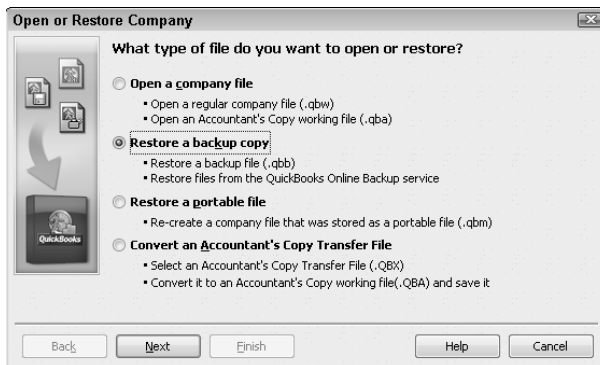 Open or Restore Company
What type of file do you want to open or restore?
Open a company file
• Open a regular company file (.qbw)
• Open an Accountant's Copy working file (.qba)
Restore a backup copy
• Restore a backup file (.qbb)
• Restore files from the QuickBooks Online Backup service
Restore a portable file
• Re-create a company file that was stored as a portable file (.qbm)
Convert an Accountant's Copy Transfer File
• Select an Accountant's Copy Transfer File (.QBX)
• Convert it to an Accountant's Copy working file(.QBA) and save it
QuickBooks
Back
Next
Finish
Help
Cancel